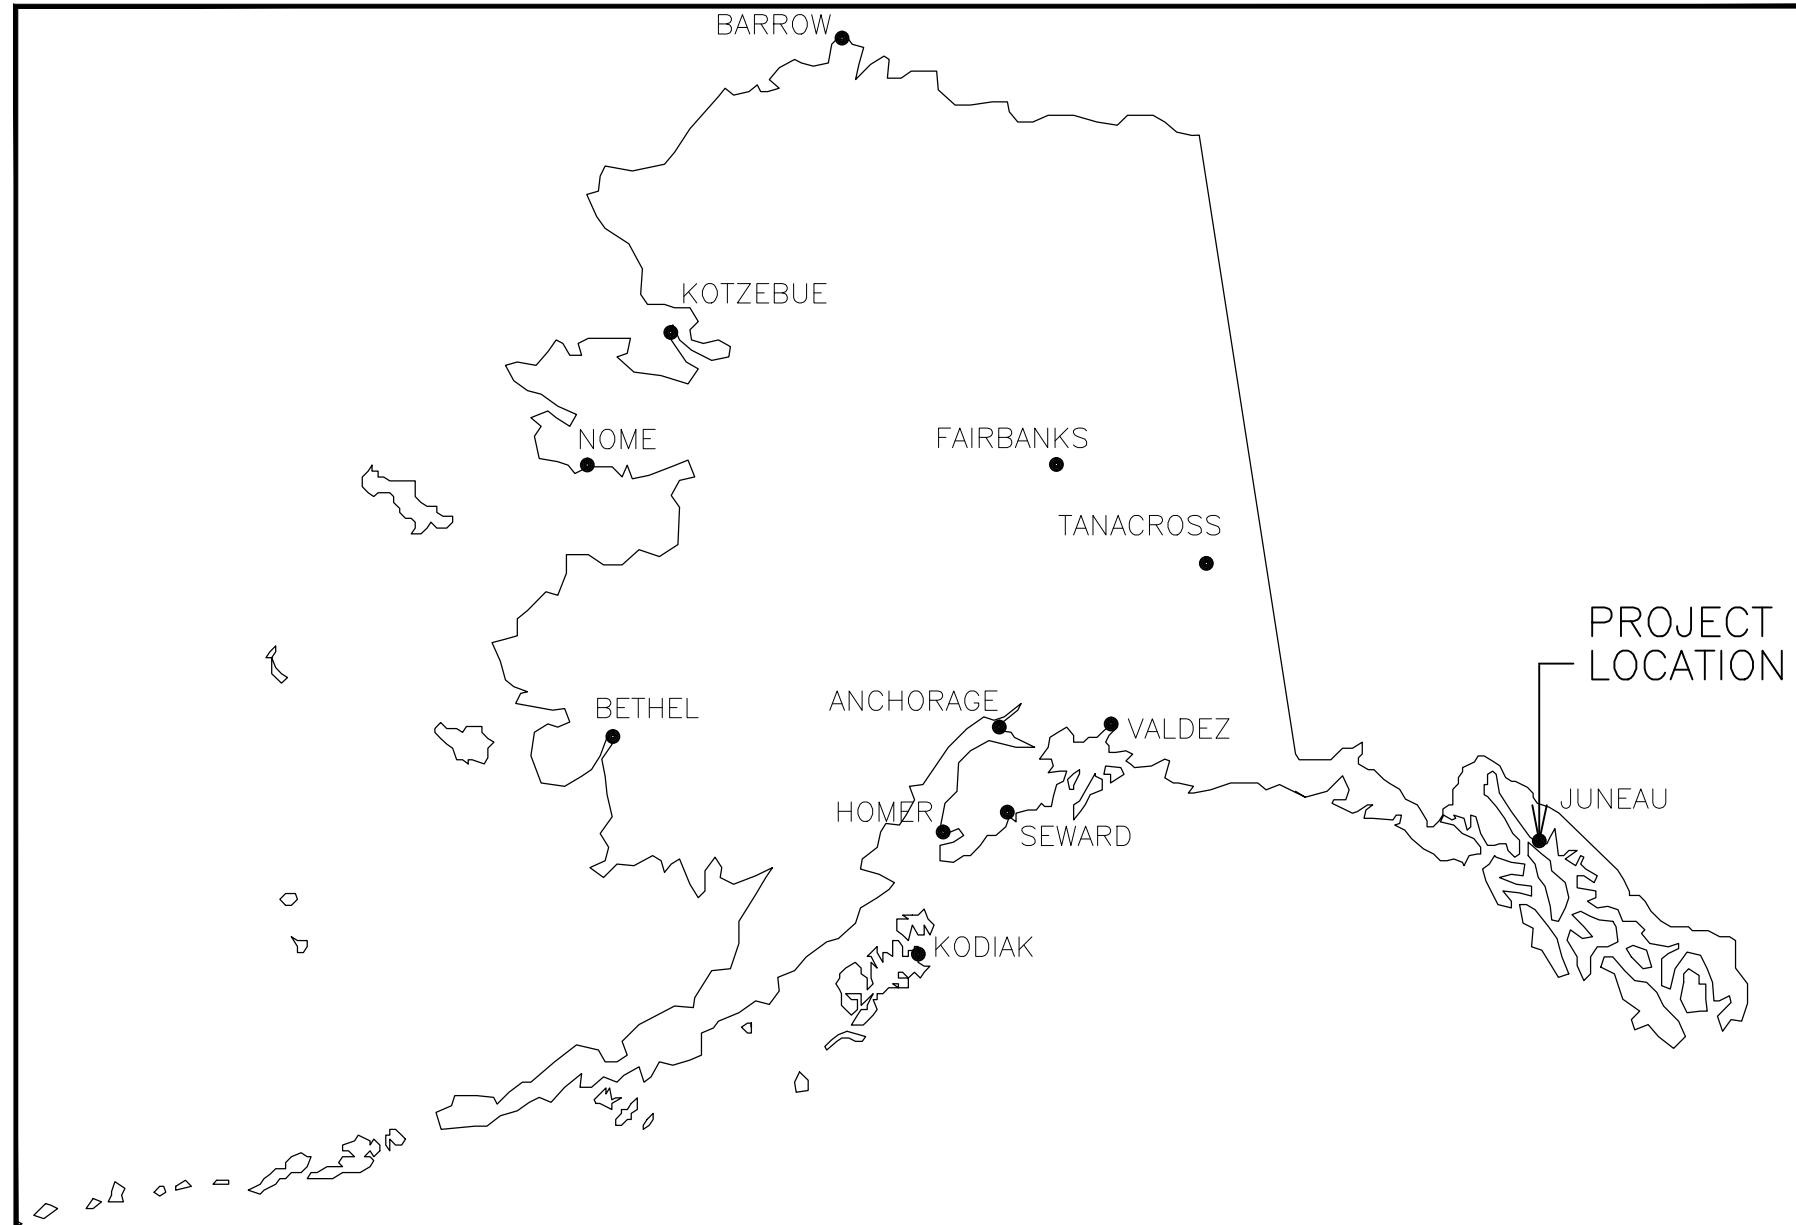 BARROW
KOTZEBUE
NOME
FAIRBANKS
TANACROSS
PROJECT
LOCATION
ANCHORAGE
BETHEL
VALDEZ
JUNEAU
HOMER
SEWARD
KODIAK